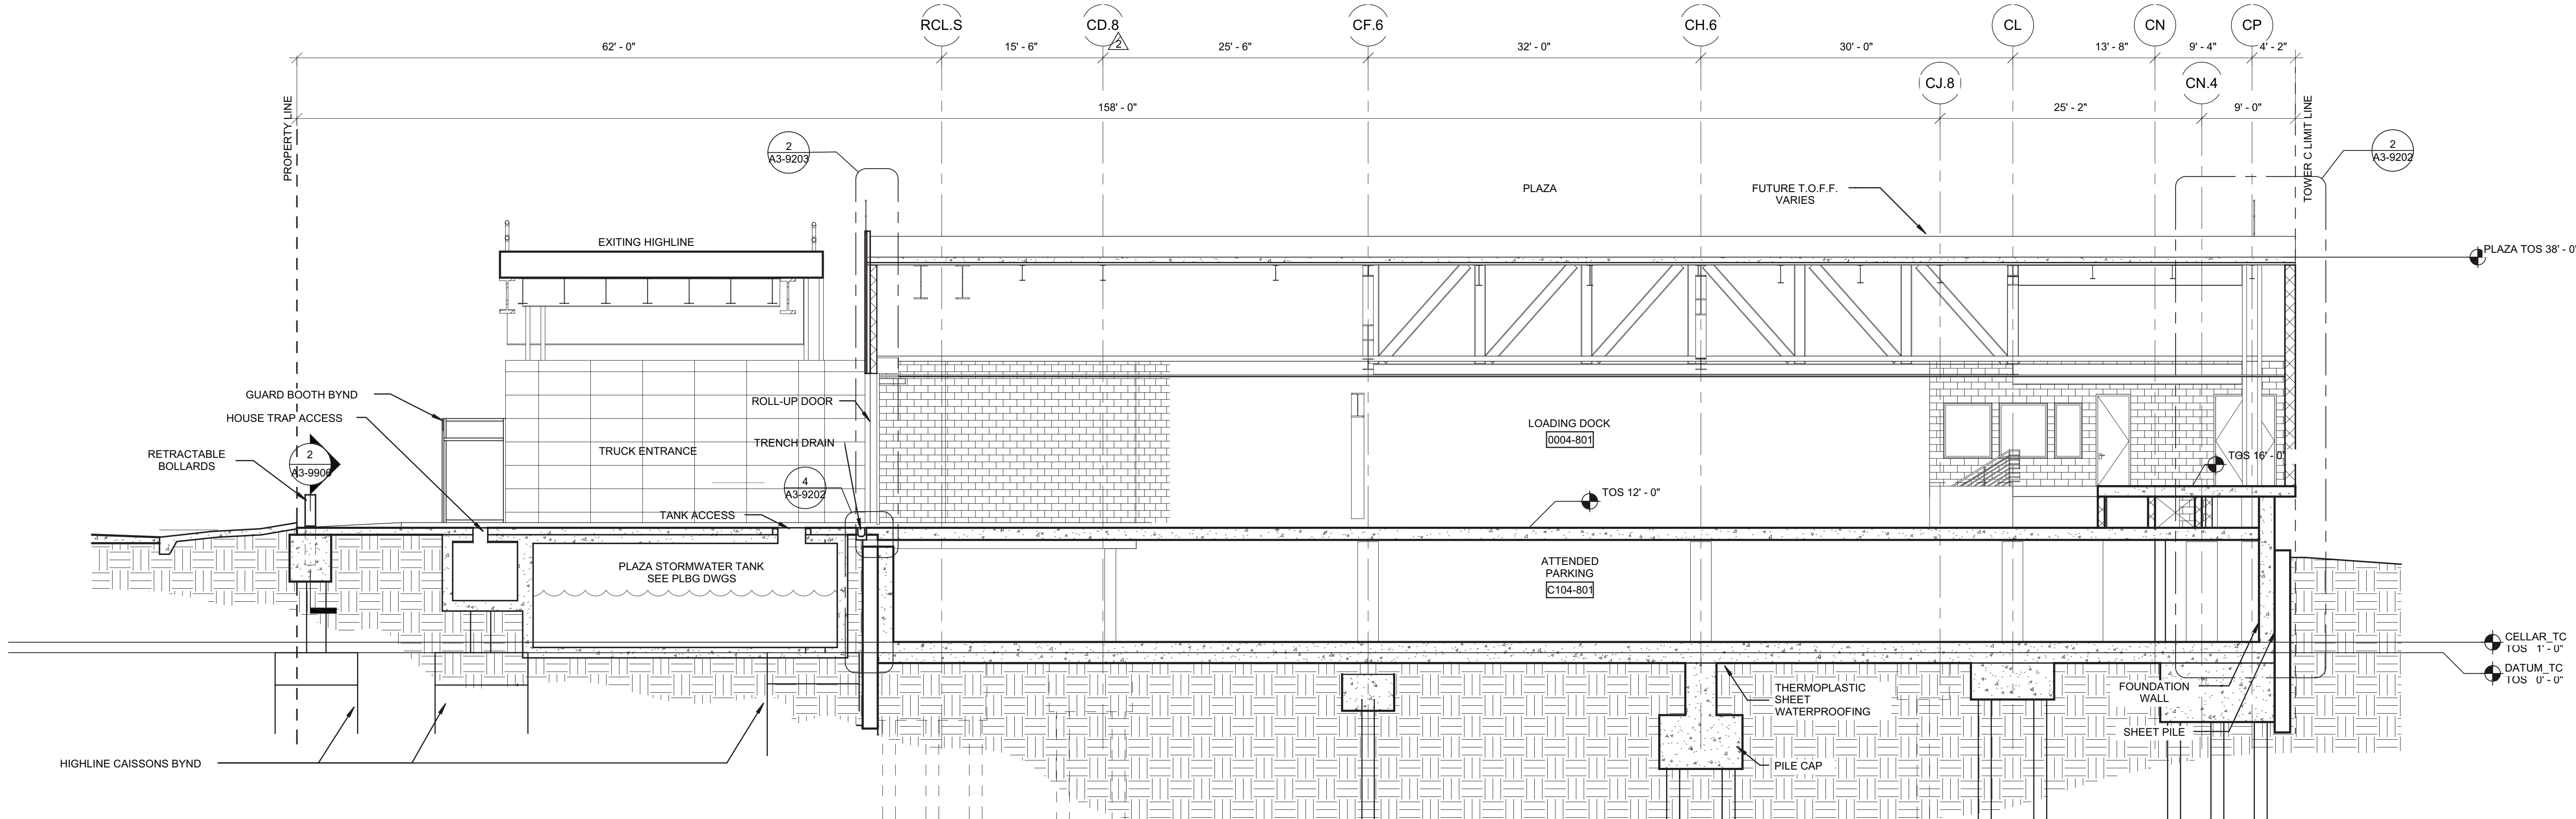 RCL.S
CD.8
CF.6
CH.6
CL
CN
CP
2
62' - 0"
15' - 6"
25' - 6"
32' - 0"
30' - 0"
13' - 8"
9' - 4"
4' - 2"
CJ.8
CN.4
158' - 0"
25' - 2"
9' - 0"
PROPERTY LINE
TOWER C LIMIT LINE
2
A3-9203
2
A3-9202
PLAZA
FUTURE T.O.F.F.
VARIES
EXITING HIGHLINE
PLAZA TOS 38' - 0"
GUARD BOOTH BYND
HOUSE TRAP ACCESS
ROLL-UP DOOR
RETRACTABLE
BOLLARDS
2
A3-9906
TRUCK ENTRANCE
TRENCH DRAIN
LOADING DOCK
0004-801
TOS 16' - 0"
4
A3-9202
TANK ACCESS
TOS 12' - 0"
PLAZA STORMWATER TANK
SEE PLBG DWGS
ATTENDED
PARKING
C104-801
CELLAR_TC
TOS 1' - 0"
DATUM_TC
TOS 0' - 0"
THERMOPLASTIC
SHEET
WATERPROOFING
FOUNDATION
WALL
SHEET PILE
HIGHLINE CAISSONS BYND
PILE CAP